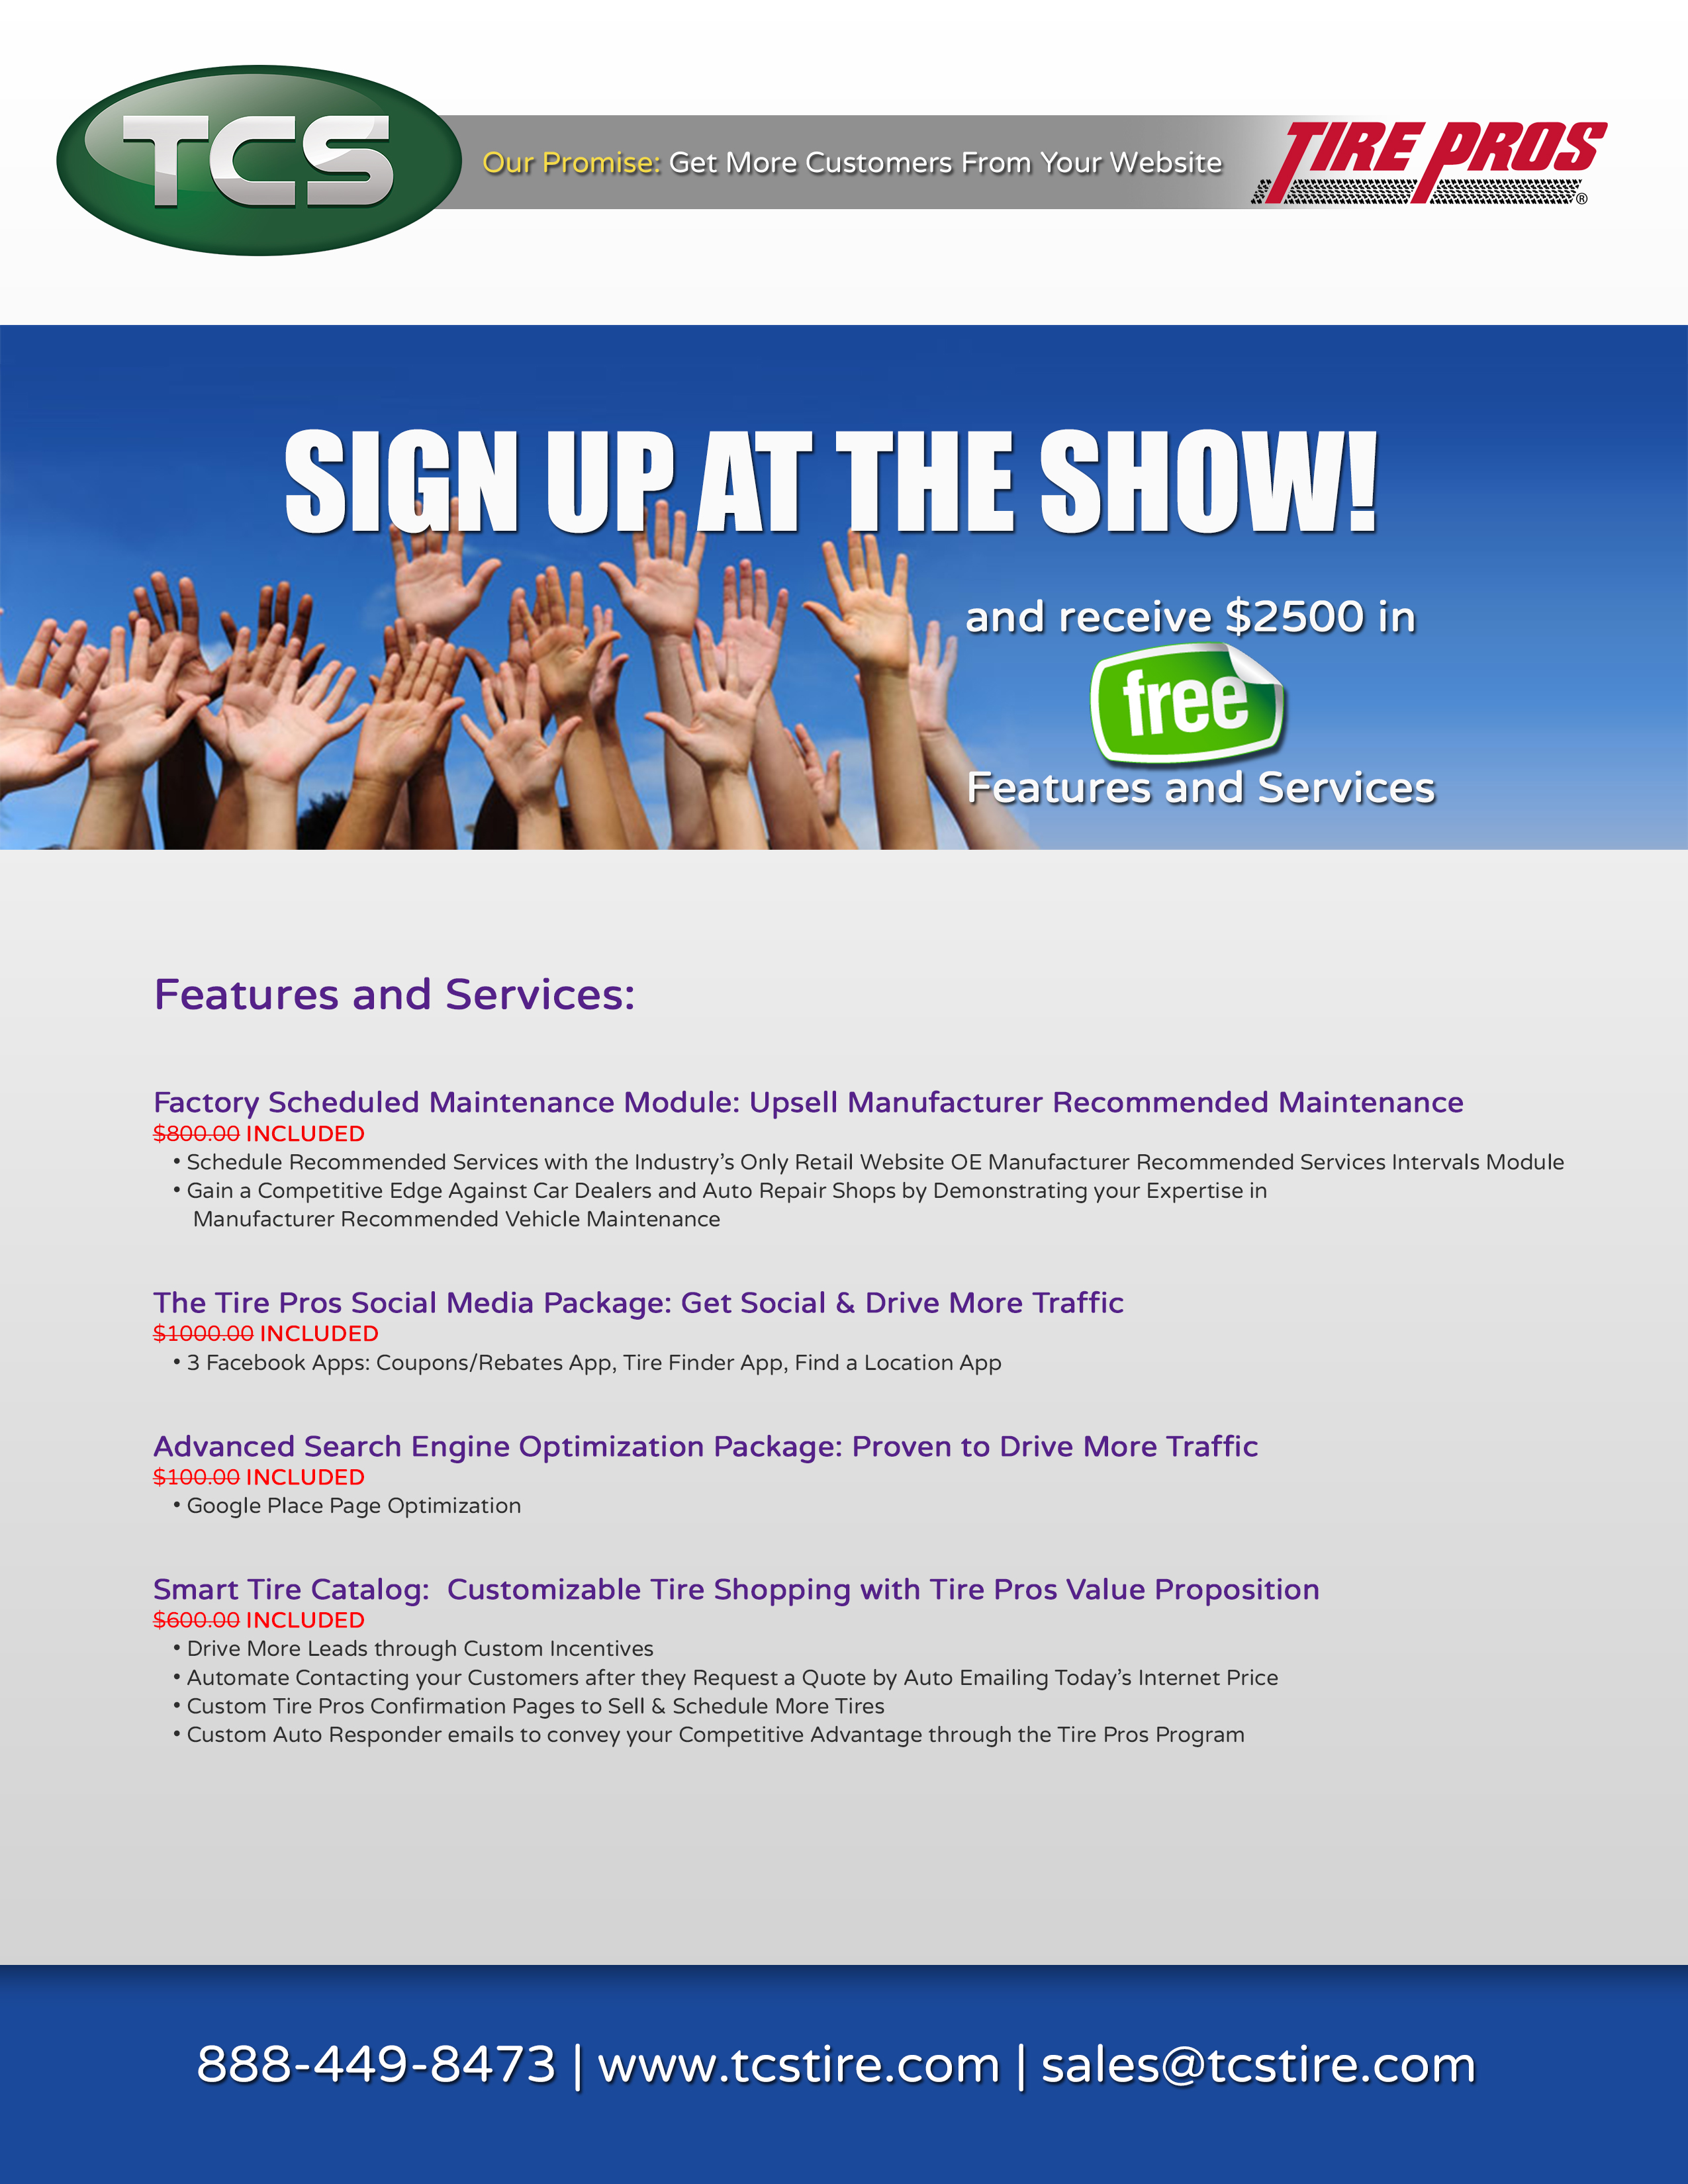 TCS
Our Promise: Get More Customers From Your Website
TIRE PROS
®
SIGN UP AT THE SHOW!
and receive $2500 in
free
Features and Services
Features and Services:
Factory Scheduled Maintenance Module: Upsell Manufacturer Recommended Maintenance
$800.00 INCLUDED
• Schedule Recommended Services with the Industry's Only Retail Website OE Manufacturer Recommended Services Intervals Module
• Gain a Competitive Edge Against Car Dealers and Auto Repair Shops by Demonstrating your Expertise in
Manufacturer Recommended Vehicle Maintenance
The Tire Pros Social Media Package: Get Social & Drive More Traffic
$1000.00 INCLUDED
• 3 Facebook Apps: Coupons/Rebates App, Tire Finder App, Find a Location App
Advanced Search Engine Optimization Package: Proven to Drive More Traffic
$100.00 INCLUDED
• Google Place Page Optimization
Smart Tire Catalog:  Customizable Tire Shopping with Tire Pros Value Proposition
$600.00 INCLUDED
• Drive More Leads through Custom Incentives
• Automate Contacting your Customers after they Request a Quote by Auto Emailing Today's Internet Price
• Custom Tire Pros Confirmation Pages to Sell & Schedule More Tires
• Custom Auto Responder emails to convey your Competitive Advantage through the Tire Pros Program
888-449-8473 | www.tcstire.com | sales@tcstire.com